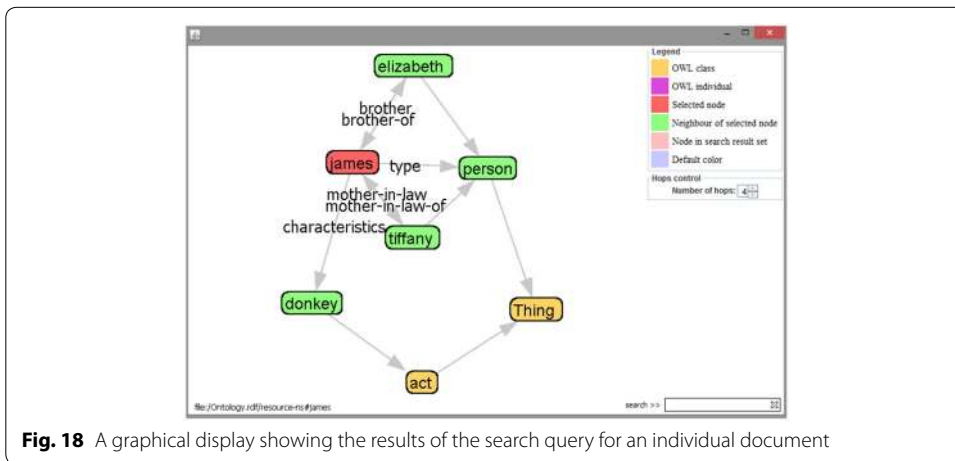 elizabeth
brother
brother-of
james
type
person
mother-in-law
mother-in-law-of
characteristics
tiffany
donkey
Thing
act
Legend
OWL class
OWL individual
Selected node
Neighbour of selected node
Node in search result set
Default color
Hops control
Number of hops: 4
file:/Ontology.rdf/resource-ns#james
search >>
Fig. 18 A graphical display showing the results of the search query for an individual document